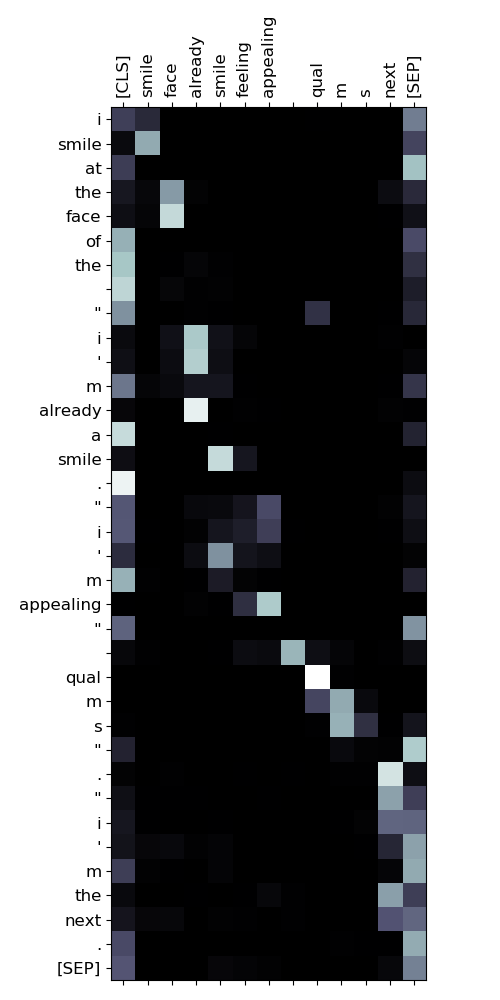 [CLS] smile face already smile feeling appealing qual m s next [SEP]
i
smile
at
the
face
of
the
"
i
'
m
already
a
smile
.
"
i
'
m
appealing
"
qual
m
s
"
.
"
i
'
m
the
next
.
[SEP]